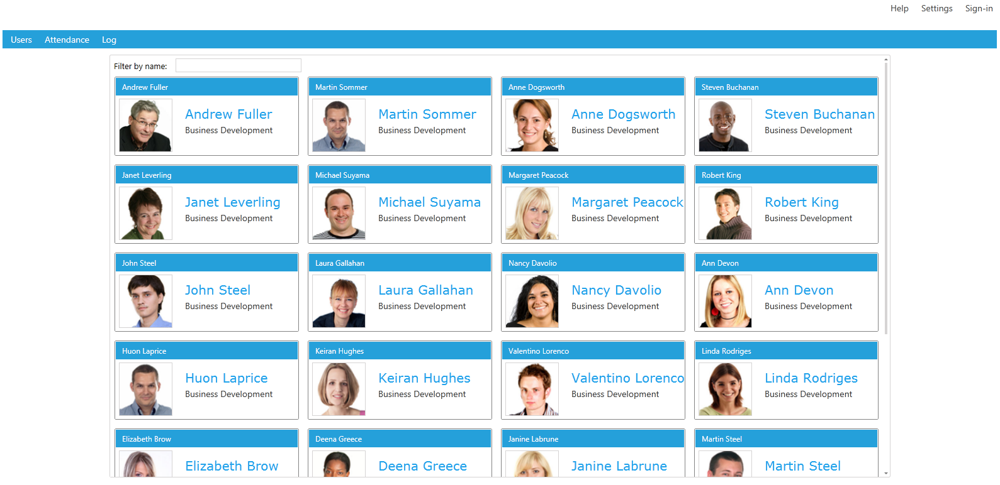 Help Settings Sign-in
Users Attendance Log
Filter by name:
Andrew Fuller
Andrew Fuller
Business Development
Martin Sommer
Martin Sommer
Business Development
Anne Dogsworth
Anne Dogsworth
Business Development
Steven Buchanan
Steven Buchanan
Business Development
Janet Leverling
Janet Leverling
Business Development
Michael Suyama
Michael Suyama
Business Development
Margaret Peacock
Margaret Peacock
Business Development
Robert King
Robert King
Business Development
John Steel
John Steel
Business Development
Laura Gallahan
Laura Gallahan
Business Development
Nancy Davolio
Nancy Davolio
Business Development
Ann Devon
Ann Devon
Business Development
Huon Laprice
Huon Laprice
Business Development
Keiran Hughes
Keiran Hughes
Business Development
Valentino Lorenco
Valentino Lorenco
Business Development
Linda Rodriges
Linda Rodriges
Business Development
Elizabeth Brow
Elizabeth Brow
Deena Greece
Deena Greece
Janine Labrune
Janine Labrune
Martin Steel
Martin Steel